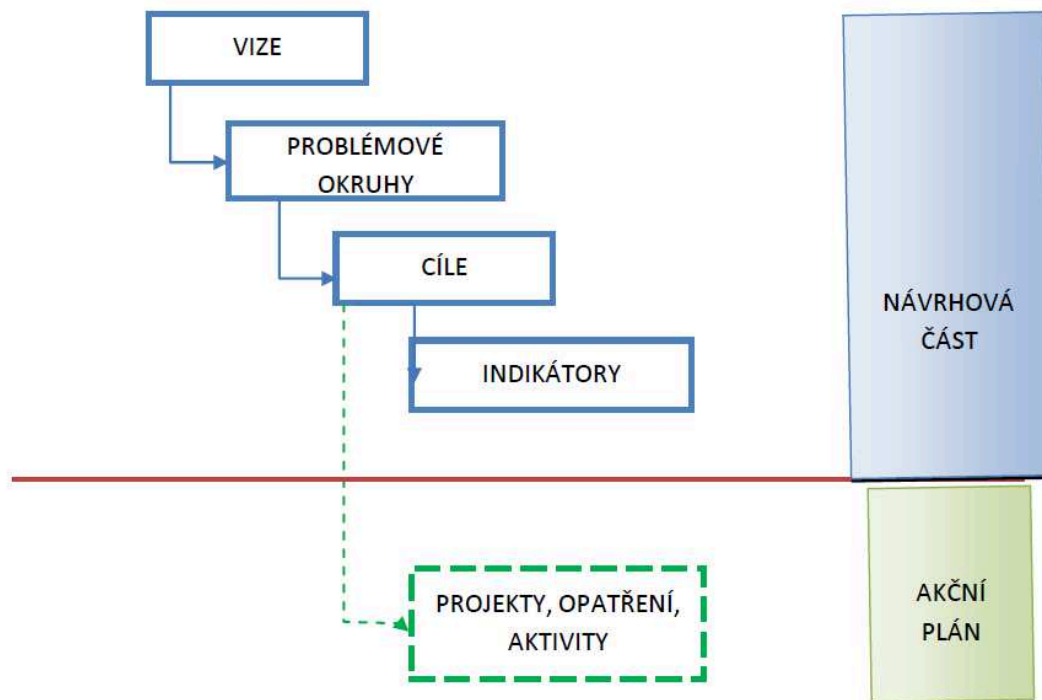 VIZE
PROBLÉMOVÉ
OKRUHY
CÍLE
INDIKÁTORY
NÁVRHOVÁ
ČÁST
PROJEKTY, OPATŘENÍ,
AKTIVITY
AKČNÍ
PLÁN